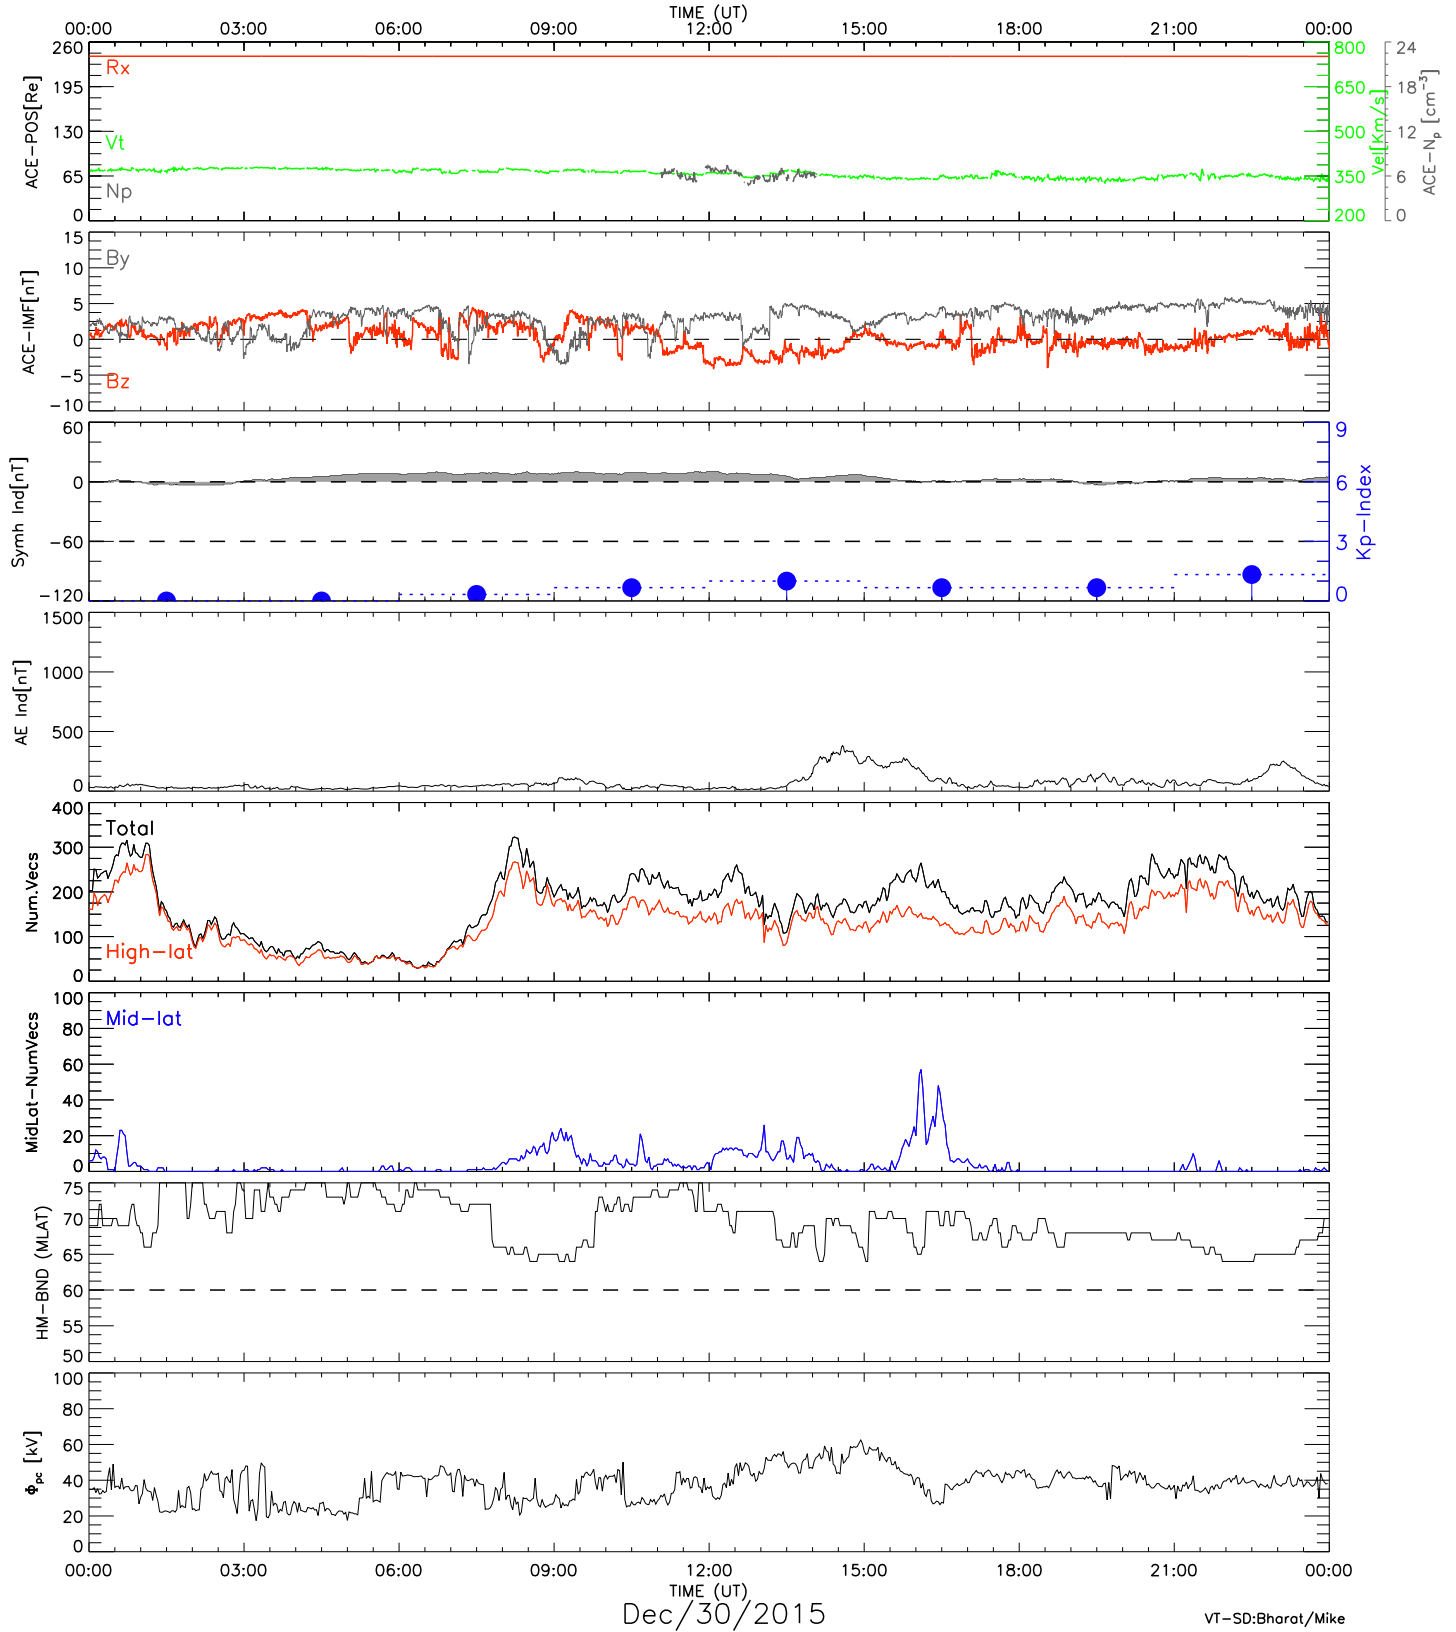 TIME (UT)
00:00 03:00 06:00 09:00 12:00 15:00 18:00 21:00 00:00
ACE-POS[Re]
260
195
130
65
0
Rx
Vt
Np
800
650
500
350
200
Vel[Km/s]
24
18
12
6
0
ACE-Np [cm-3]
ACE-IMF[nT]
15
10
5
0
-5
-10
By
Bz
Symh Ind[nT]
60
0
-60
-120
9
6
3
0
Kp-Index
AE Ind[nT]
1500
1000
500
0
Num.Vecs
400
300
200
100
0
Total
High-lat
MidLat-NumVecs
100
80
60
40
20
0
Mid-lat
HM-BND (MLAT)
75
70
65
60
55
50
Φpc [kV]
100
80
60
40
20
0
00:00 03:00 06:00 09:00 12:00 15:00 18:00 21:00 00:00
TIME (UT)
Dec/30/2015
VT-SD:Bharat/Mike